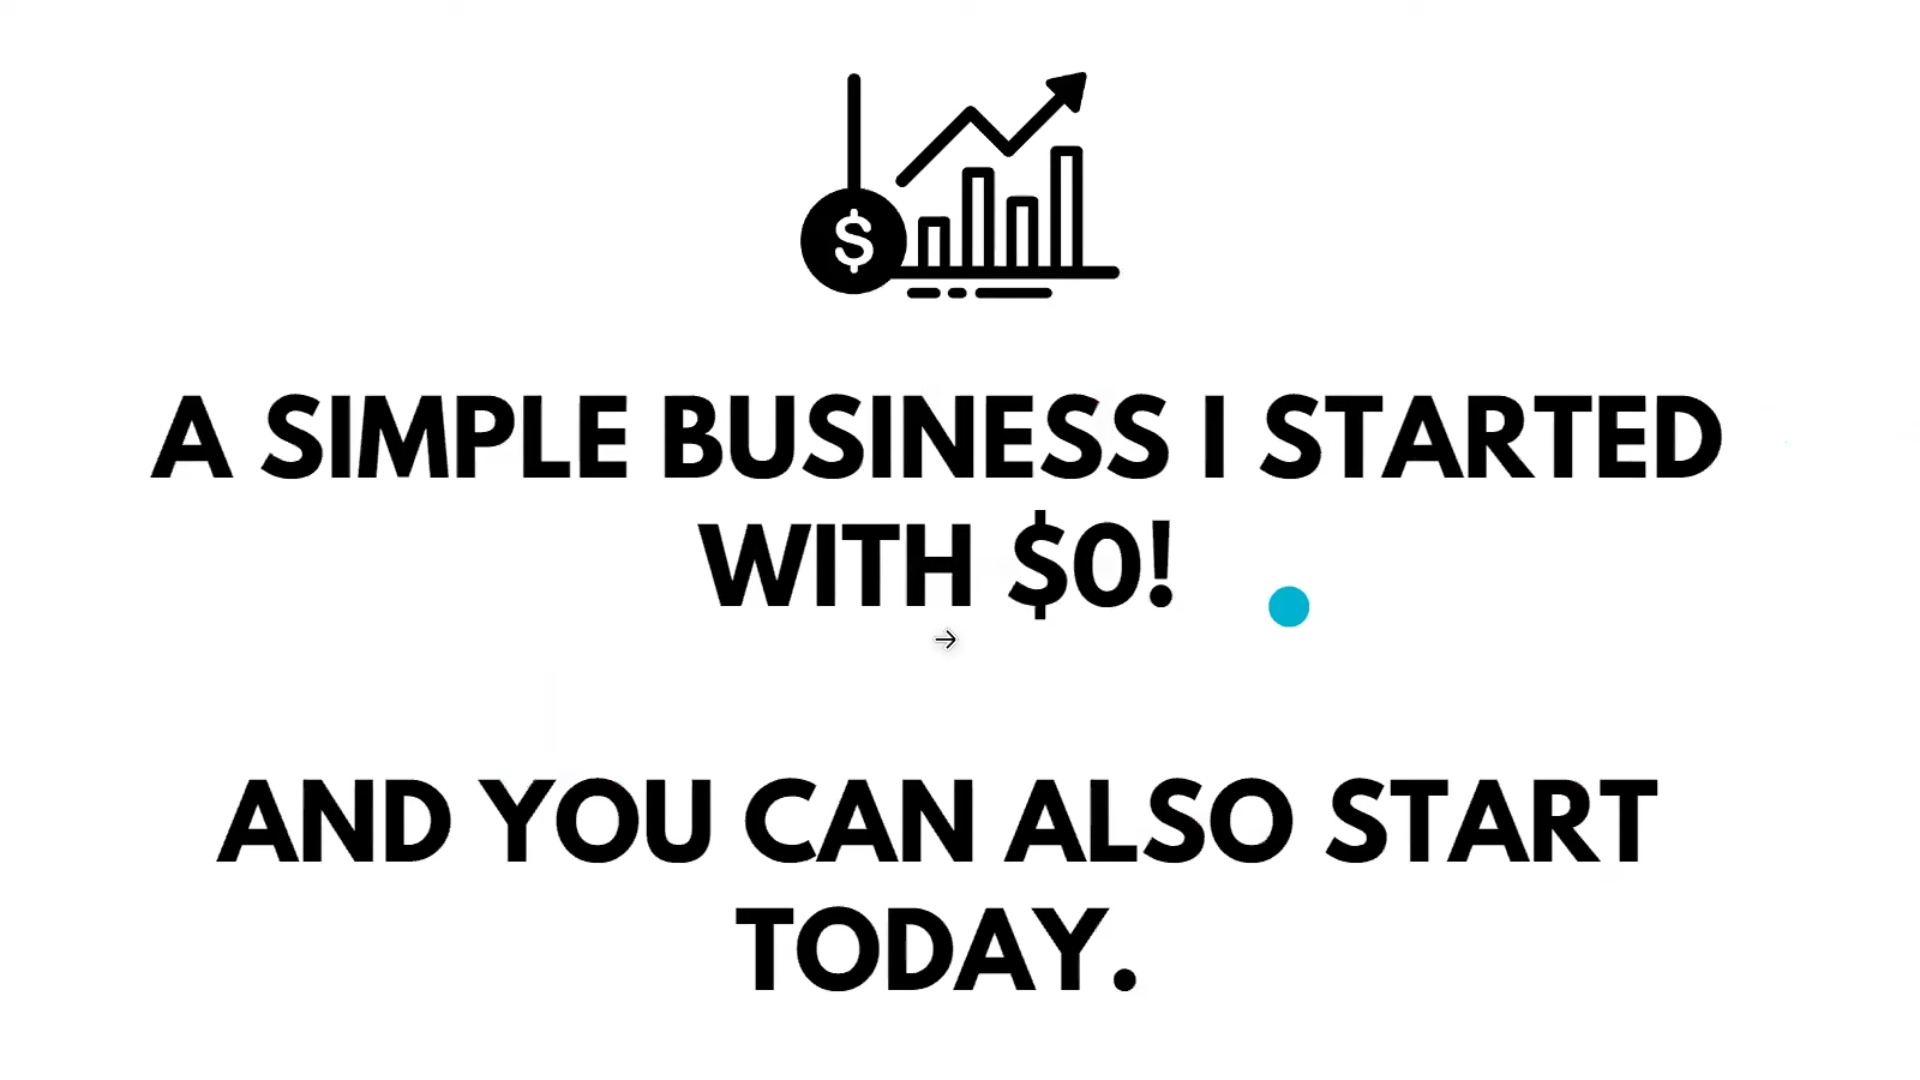 $
A SIMPLE BUSINESS I STARTED
WITH $0!
AND YOU CAN ALSO START
TODAY.